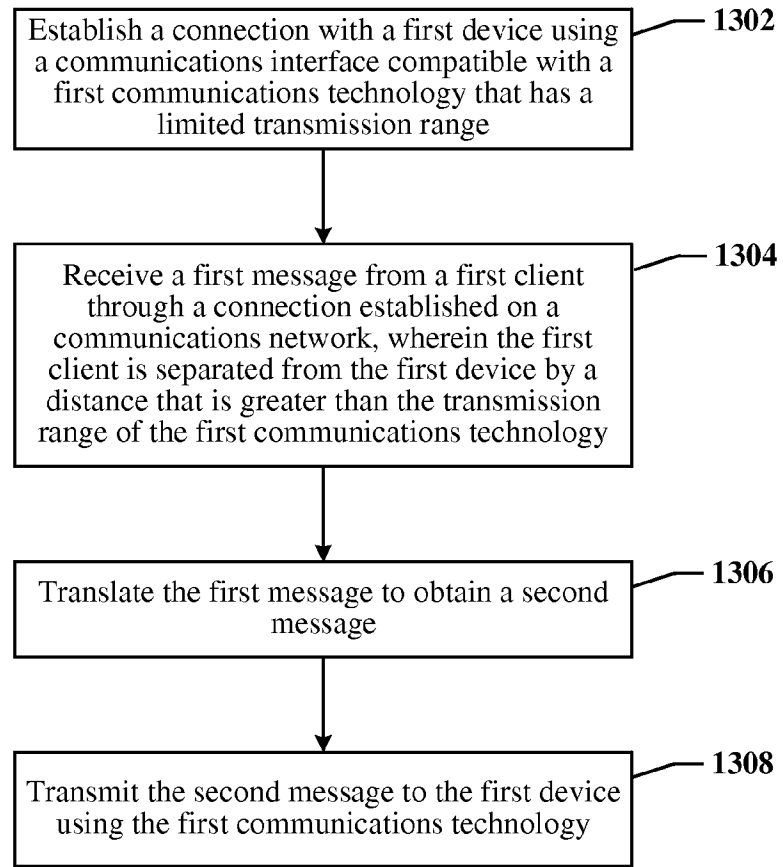 Establish a connection with a first device using
a communications interface compatible with a
first communications technology that has a
limited transmission range
1302
Receive a first message from a first client
through a connection established on a
communications network, wherein the first
client is separated from the first device by a
distance that is greater than the transmission
range of the first communications technology
1304
Translate the first message to obtain a second
message
1306
Transmit the second message to the first device
using the first communications technology
1308